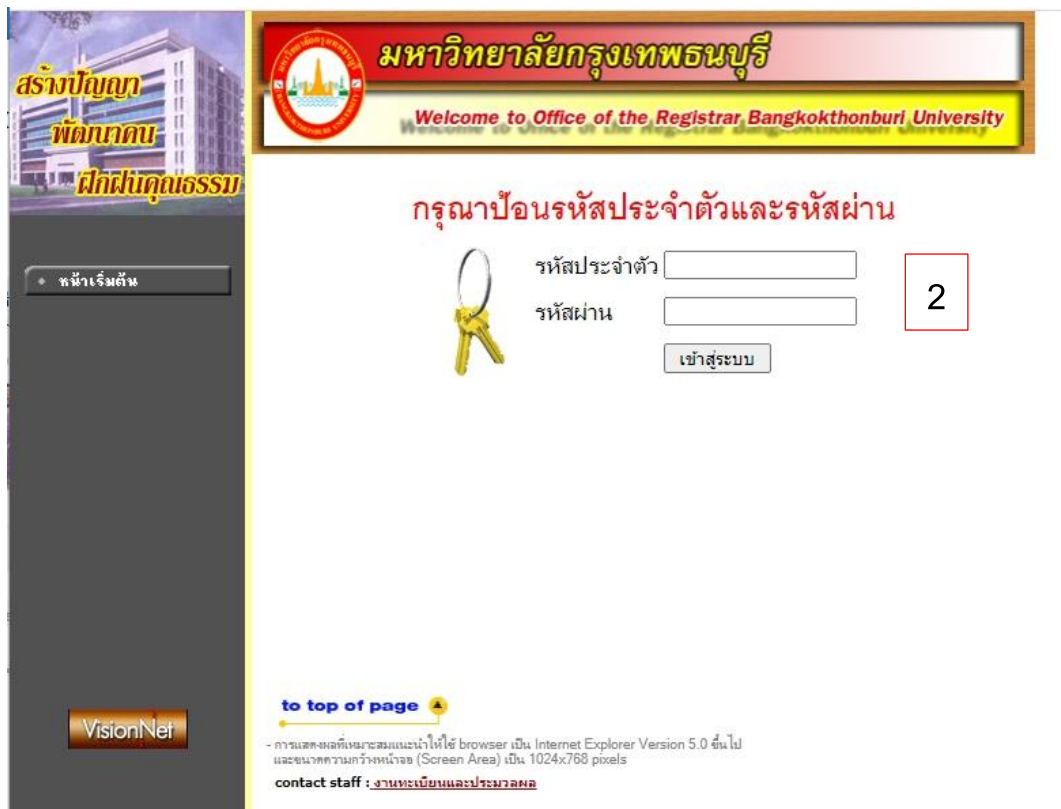 สร้างปัญญา
พัฒนาคน
ฝึกฝนคุณธรรม
มหาวิทยาลัยกรุงเทพธนบุรี
Welcome to Office of the Registrar Bangkokthonburi University
กรุณาป้อนรหัสประจำตัวและรหัสผ่าน
หน้าเริ่มต้น
รหัสประจำตัว
2
รหัสผ่าน
เข้าสู่ระบบ
to top of page
VisionNet
- การแสดงผลที่เหมาะสมแนะนำให้ใช้ browser เป็น Internet Explorer Version 5.0 ขึ้นไป
และขนาดความกว้างหน้าจอ (Screen Area) เป็น 1024x768 pixels
contact staff : งานทะเบียนและประมวลผล